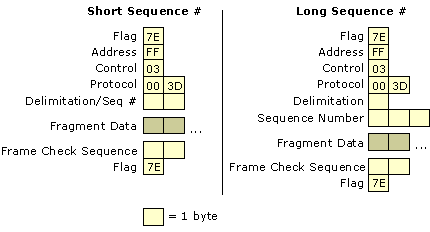 Short Sequence #
Flag 7E
Address FF
Control 03
Protocol 00 3D
Delimitation/Seq #
Fragment Data ...
Frame Check Sequence
Flag 7E
Long Sequence #
Flag 7E
Address FF
Control 03
Protocol 00 3D
Delimitation
Sequence Number
Fragment Data ...
Frame Check Sequence
Flag 7E
= 1 byte